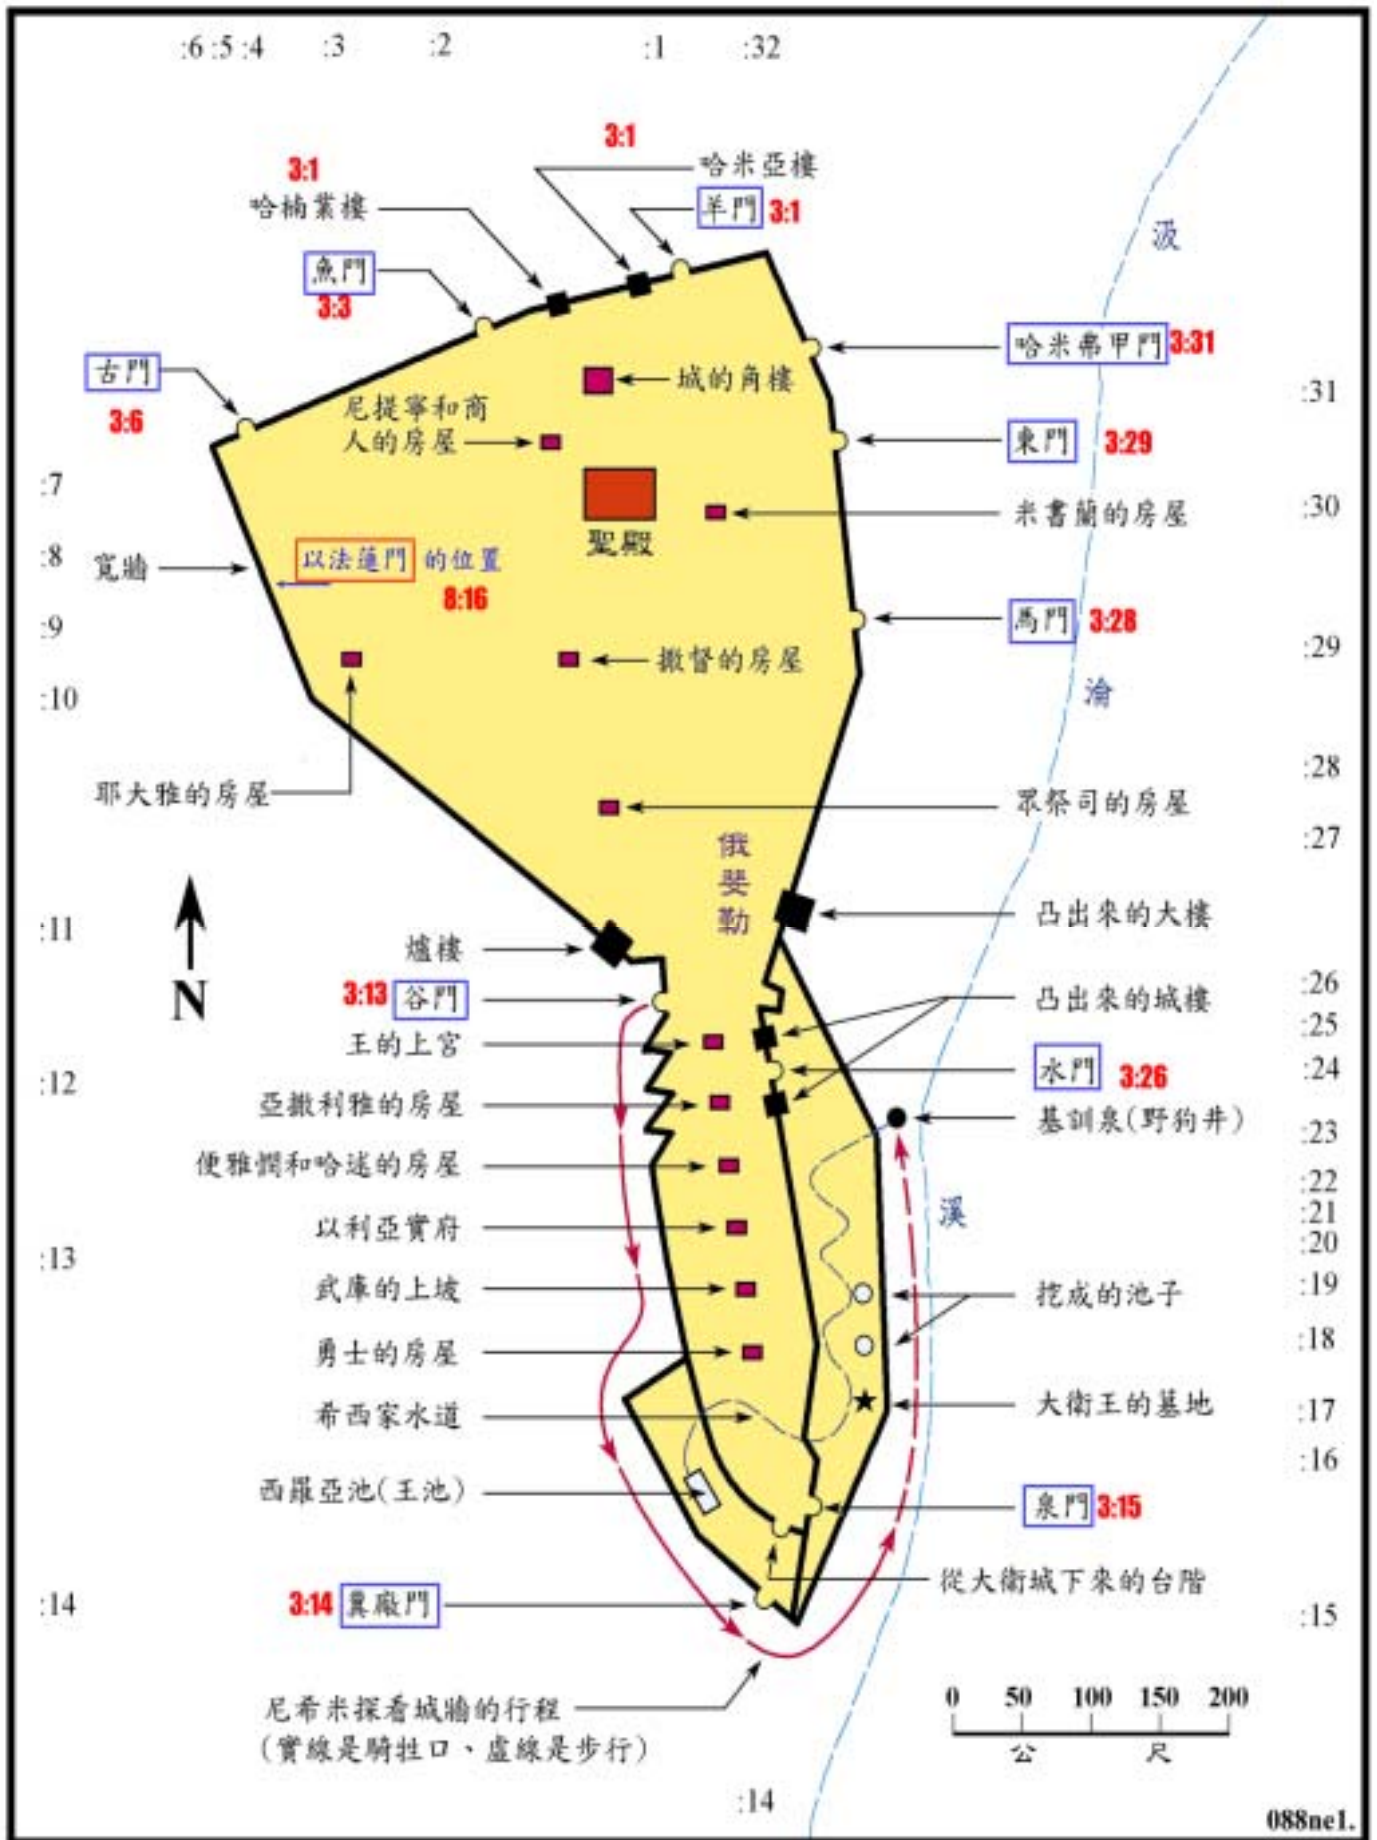 :6 :5 :4 :3 :2 :1 :32
3:1
哈米亞樓
3:1
哈楠業樓
羊門 3:1
魚門
3:3
汲
哈米弗甲門 3:31
古門
3:6
城的角樓
:31
尼提寧和商
人的房屋
東門 3:29
:7
米書蘭的房屋
:30
聖殿
:8
寬牆
以法蓮門 的位置
8:16
:9
馬門 3:28
:29
撒督的房屋
:10
淪
:28
耶大雅的房屋
眾祭司的房屋
:27
俄斐勒
:11
凸出來的大樓
爐樓
N
3:13 谷門
:26
凸出來的城樓
:25
王的上宮
:24
水門 3:26
:12
亞撒利雅的房屋
基訓泉(野狗井)
:23
便雅憫和哈述的房屋
:22
:21
溪
以利亞實府
:20
:13
武庫的上坡
挖成的池子
:19
:18
勇士的房屋
大衛王的墓地
:17
希西家水道
:16
西羅亞池(王池)
泉門 3:15
從大衛城下來的台階
:14
3:14 糞廠門
:15
尼希米探看城牆的行程
(實線是騎牲口、虛線是步行)
0 50 100 150 200
公 尺
:14
088ne1.